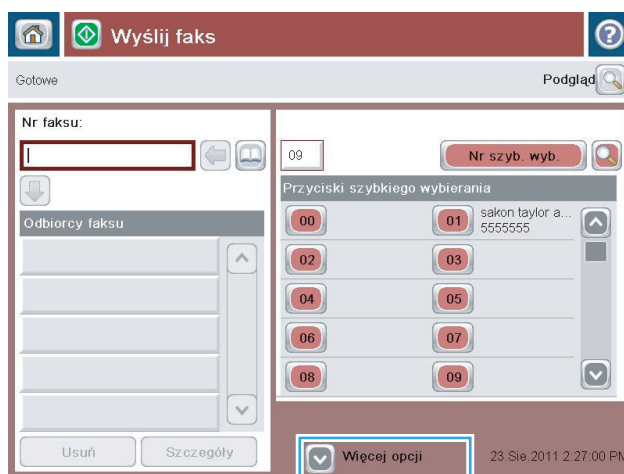 Wyślij faks
?
Gotowe
Podgląd
Nr faksu:
09
Nr szyb. wyb.
Przyciski szybkiego wybierania
Odbiorcy faksu
00
01 sakon taylor a...
5555555
02 03
04 05
06 07
08 09
Usuń Szczegóły
Więcej opcji
23.Sie.2011 2:27:00 PM